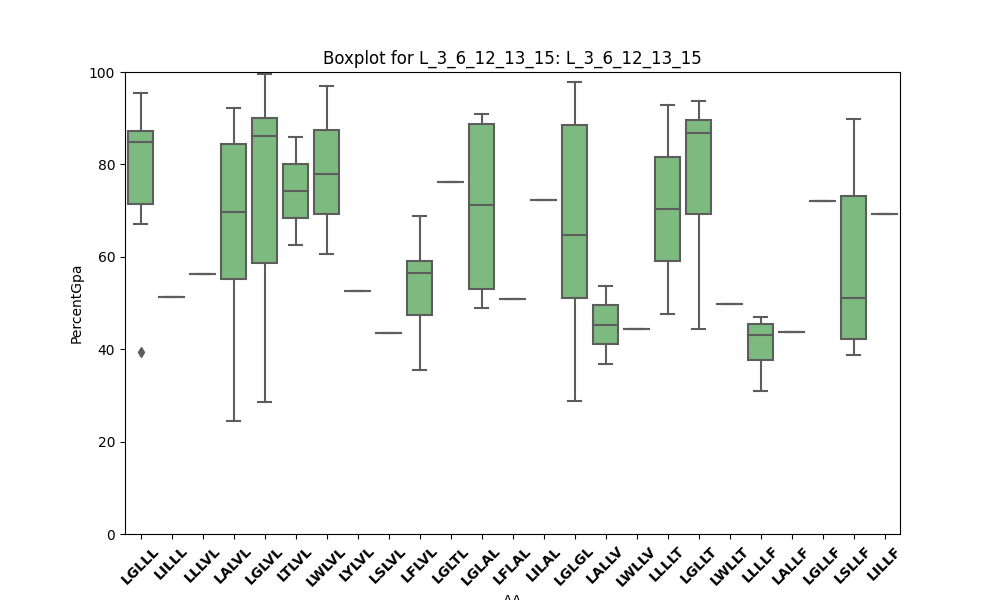 Boxplot for L_3_6_12_13_15: L_3_6_12_13_15
PercentGpa
100
80
60
40
20
0
LGLLL
LILLL
LLLVL
LALVL
LGLVL
LTLVL
LWLVL
LYLVL
LSLVL
LFLVL
LGLTL
LGLAL
LFLAL
LILAL
LGLGL
LALLV
LWLLV
LLLLT
LGLLT
LWLLT
LLLLF
LALLF
LGLLF
LSLLF
LILLF
AA